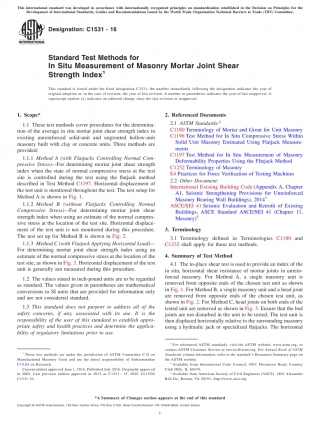 This international standard was developed in accordance with internationally recognized principles on standardization established in the Decision on Principles for the
Development of International Standards, Guides and Recommendations issued by the World Trade Organization Technical Barriers to Trade (TBT) Committee.
Designation: C1531 − 16
INTERNATIONAL
Standard Test Methods for
In Situ Measurement of Masonry Mortar Joint Shear
Strength Index1
This standard is issued under the fixed designation C1531; the number immediately following the designation indicates the year of
original adoption or, in the case of revision, the year of last revision. A number in parentheses indicates the year of last reapproval. A
superscript epsilon (ε) indicates an editorial change since the last revision or reapproval.
1. Scope*
1.1 These test methods cover procedures for the determina-
tion of the average in situ mortar joint shear strength index in
existing unreinforced solid-unit and ungrouted hollow-unit
masonry built with clay or concrete units. Three methods are
provided:
1.1.1 Method A (with Flatjacks Controlling Normal Com-
pressive Stress)—For determining mortar joint shear strength
index when the state of normal compressive stress at the test
site is controlled during the test using the flatjack method
described in Test Method C1197. Horizontal displacement of
the test unit is monitored throughout the test. The test setup for
Method A is shown in Fig. 1.
1.1.2 Method B (without Flatjacks Controlling Normal
Compressive Stress)—For determining mortar joint shear
strength index when using an estimate of the normal compres-
sive stress at the location of the test site. Horizontal displace-
ment of the test unit is not monitored during this procedure.
The test set up for Method B is shown in Fig. 2.
1.1.3 Method C (with Flatjack Applying Horizontal Load)—
For determining mortar joint shear strength index using an
estimate of the normal compressive stress at the location of the
test site, as shown in Fig. 3. Horizontal displacement of the test
unit is generally not measured during this procedure.
1.2 The values stated in inch-pound units are to be regarded
as standard. The values given in parentheses are mathematical
conversions to SI units that are provided for information only
and are not considered standard.
1.3 This standard does not purport to address all of the
safety concerns, if any, associated with its use. It is the
responsibility of the user of this standard to establish appro-
priate safety and health practices and determine the applica-
bility of regulatory limitations prior to use.
1 These test methods are under the jurisdiction of ASTM Committee C15 on
Manufactured Masonry Units and are the direct responsibility of Subcommittee
C15.04 on Research.
Current edition approved June 1, 2016. Published July 2016. Originally approved
in 2002. Last previous edition approved in 2015 as C1531 – 15. DOI: 10.1520/
C1531-16.
2. Referenced Documents
2.1 ASTM Standards:2
C1180 Terminology of Mortar and Grout for Unit Masonry
C1196 Test Method for In Situ Compressive Stress Within
Solid Unit Masonry Estimated Using Flatjack Measure-
ments
C1197 Test Method for In Situ Measurement of Masonry
Deformability Properties Using the Flatjack Method
C1232 Terminology of Masonry
E4 Practices for Force Verification of Testing Machines
2.2 Other Document:
International Existing Building Code (Appendix A, Chapter
A1, Seismic Strengthening Provisions for Unreinforced
Masonry Bearing Wall Buildings), 20143
ASCE/SEI 41 Seismic Evaluation and Retrofit of Existing
Buildings, ASCE Standard ASCE/SEI 41 (Chapter 11,
Masonry)4
3. Terminology
3.1 Terminology defined in Terminologies C1180 and
C1232 shall apply for these test methods.
4. Summary of Test Method
4.1 The in-place shear test is used to provide an index of the
in situ, horizontal shear resistance of mortar joints in unrein-
forced masonry. For Method A, a single masonry unit is
removed from opposite ends of the chosen test unit as shown
in Fig. 1. For Method B, a single masonry unit and a head joint
are removed from opposite ends of the chosen test unit, as
shown in Fig. 2. For Method C, head joints on both ends of the
tested unit are removed as shown in Fig. 3. Ensure that the bed
joints are not disturbed in the unit to be tested. The test unit is
then displaced horizontally relative to the surrounding masonry
using a hydraulic jack or specialized flatjacks. The horizontal
2 For referenced ASTM standards, visit the ASTM website, www.astm.org, or
contact ASTM Customer Service at service@astm.org. For Annual Book of ASTM
Standards volume information, refer to the standard's Document Summary page on
the ASTM website.
3 Available from International Code Council,
4 Available from American Society of Civil Engineers (ASCE), 1801 Alexander
Bell Dr., Reston, VA 20191, http://www.asce.org.
*A Summary of Changes section appears at the end of this standard
Copyright © ASTM International, 100 Barr Harbor Drive, PO Box C700, West Conshohocken, PA 19428-2959. United States
1